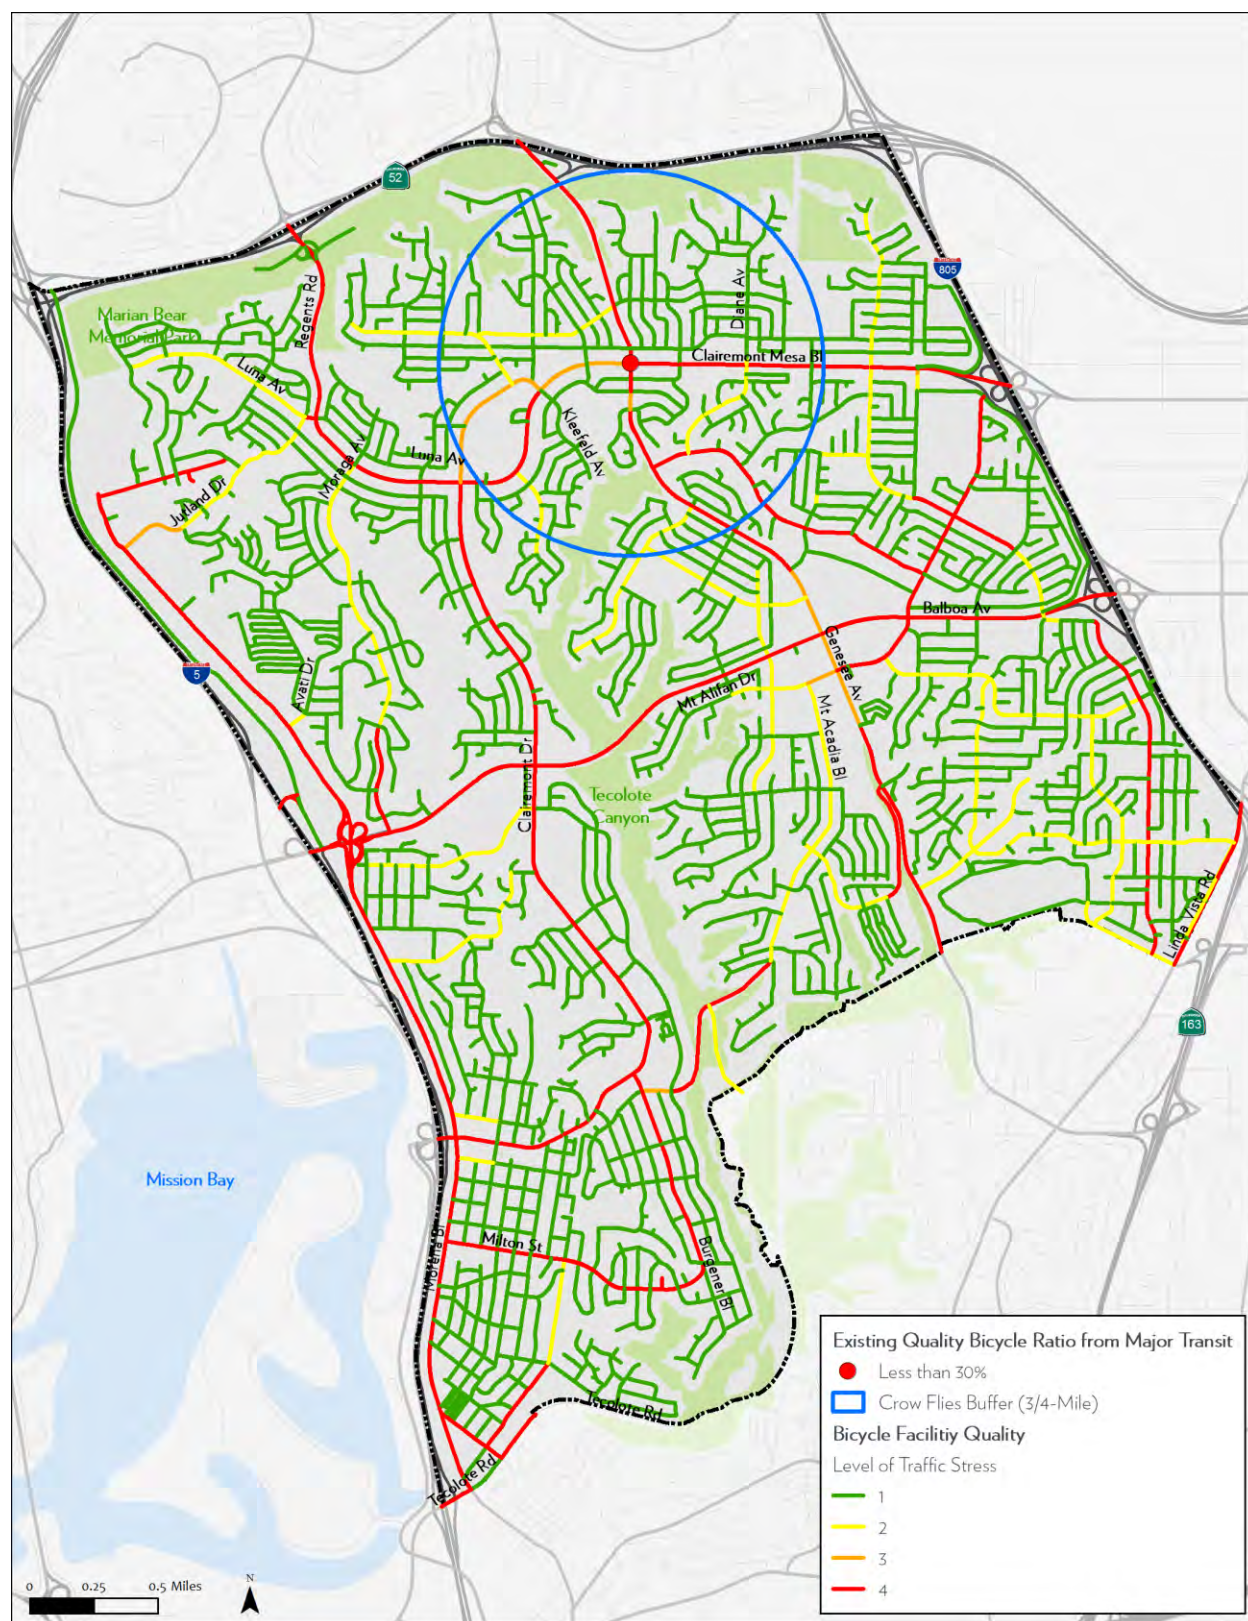 52
805
Diane Av
Marian Bear
Memorial Park
Regents Rd
Clairemont Mesa Bl
Luna Av
Kleefeld Av
Moraga Av
Luna Av
Jutland Dr
Balboa Av
Genesee Av
5
Avati Dr
Mt Alifan Dr
Mt Acadia Bl
Clairemont Dr
Tecolote
Canyon
Linda Vista Rd
163
Mission Bay
Morena Bl
Milton St
Burgener Bl
Tecolote Rd
Tecolote Rd
Existing Quality Bicycle Ratio from Major Transit
Less than 30%
Crow Flies Buffer (3/4-Mile)
Bicycle Facilitiy Quality
Level of Traffic Stress
1
2
3
4
0 0.25 0.5 Miles
N